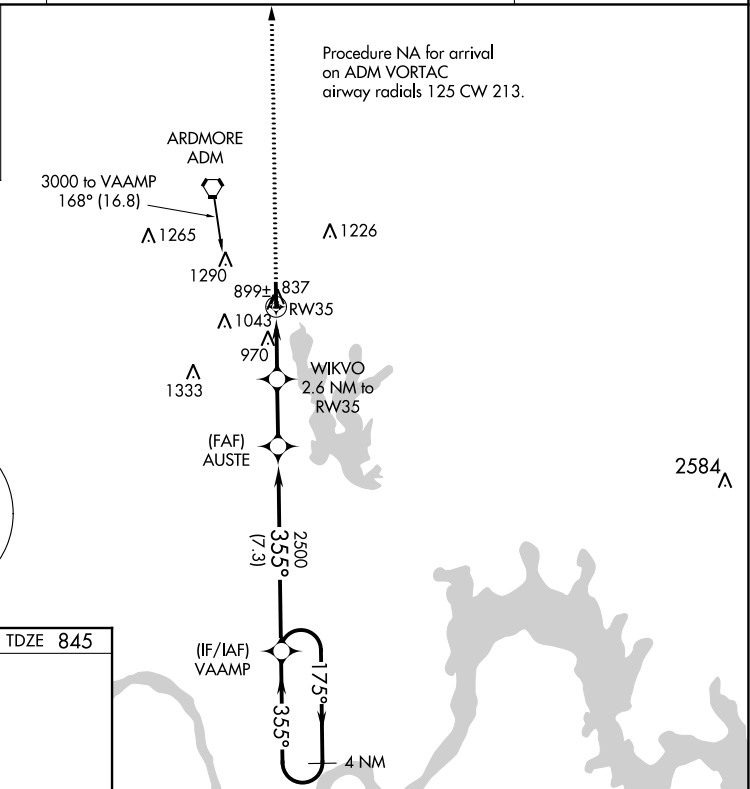 Procedure NA for arrival
on ADM VORTAC
airway radials 125 CW 213.
ARDMORE
ADM
3000 to VAAMP
168° (16.8)
1265
1226
1290
899±
837
RW35
1043
970
WIKVO
2.6 NM to
RW35
1333
(FAF)
AUSTE
2584
2500
355°
(7.3)
TDZE 845
(IF/IAF)
VAAMP
175°
355°
4 NM